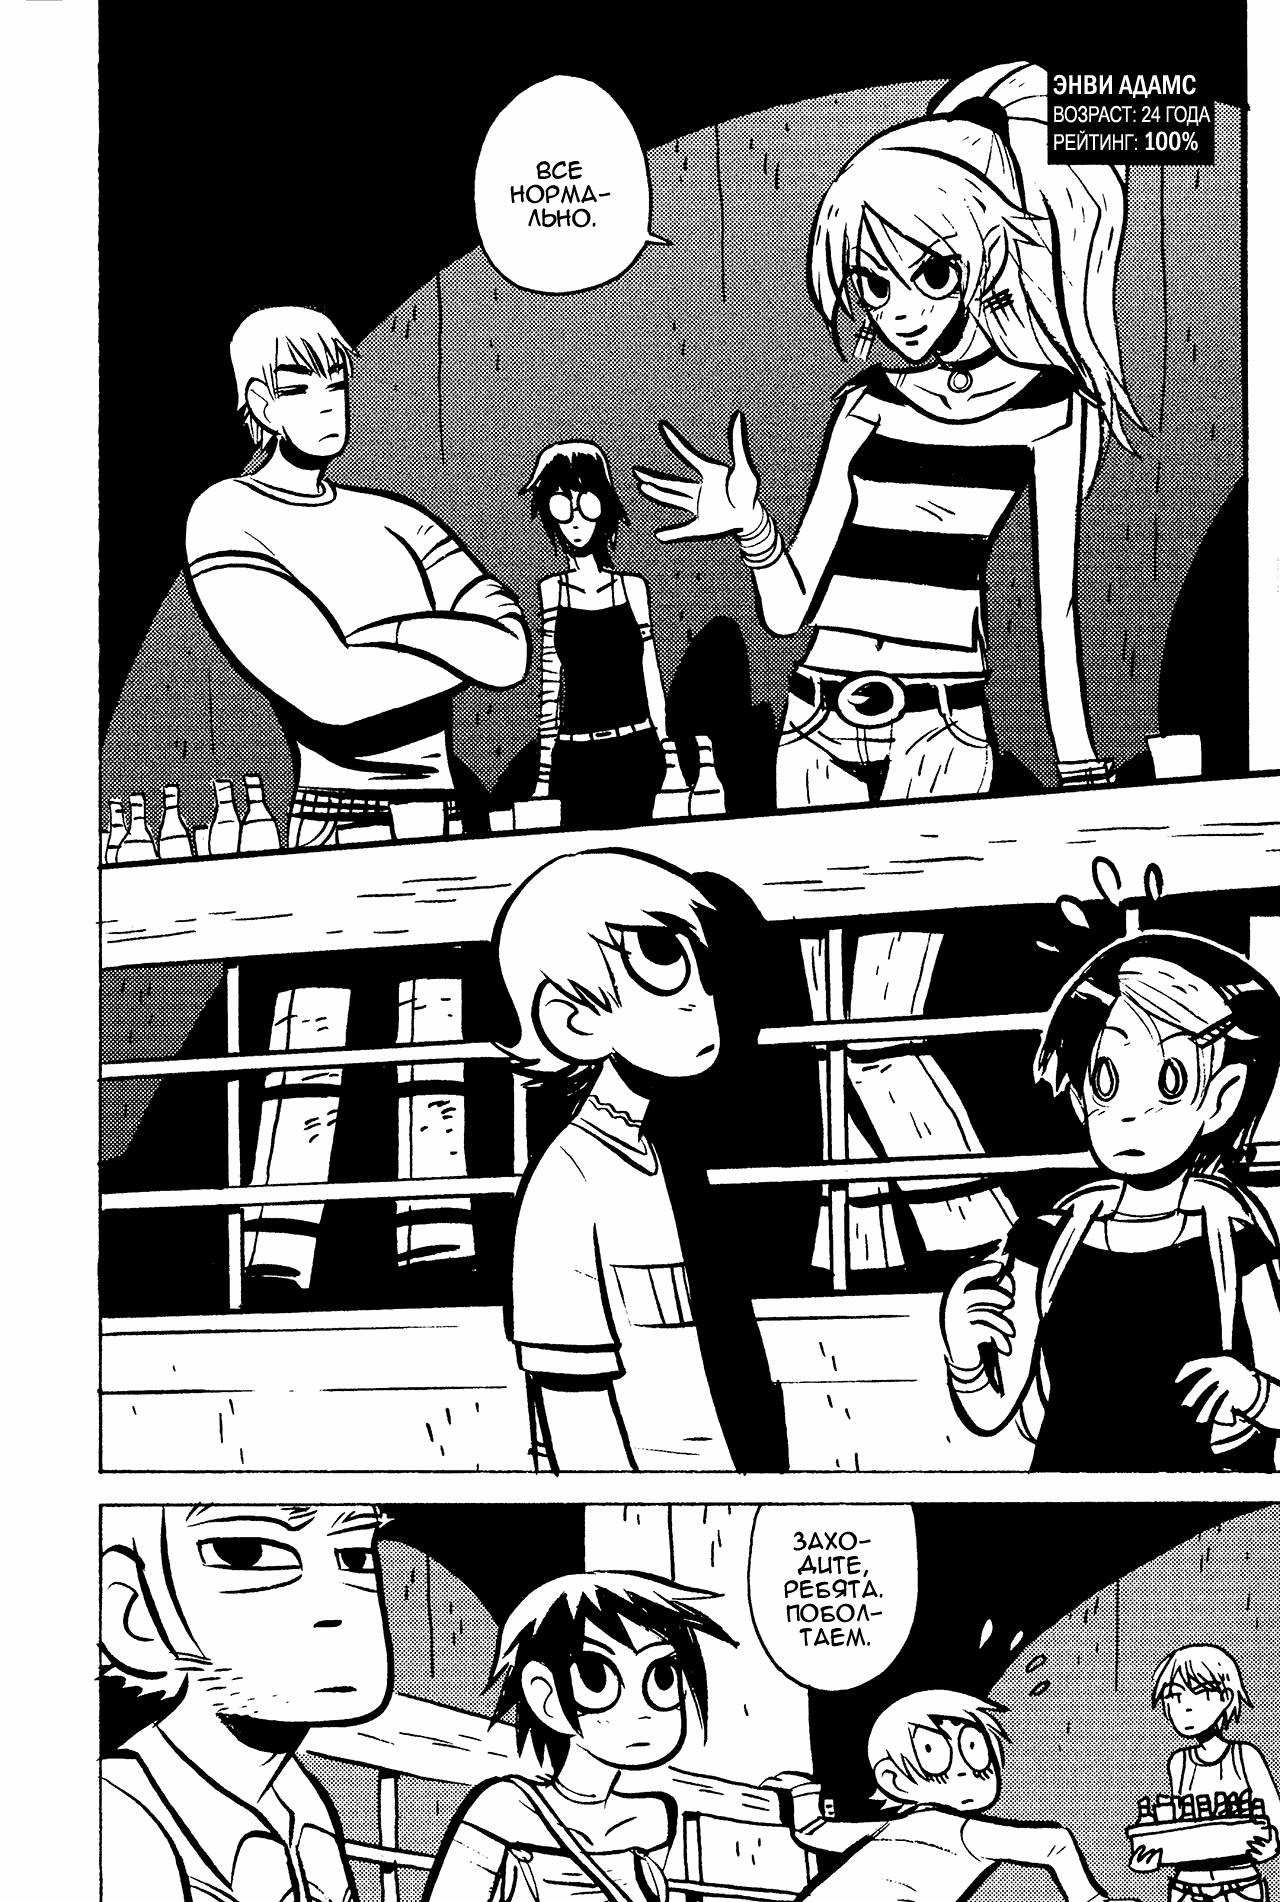 ЭНВИ АДАМС
ВОЗРАСТ: 24 ГОДА
РЕЙТИНГ: 100%
ВСЕ
НОРМА-
ЛЬНО.
ЗАХО-
ДИТЕ,
РЕБЯТА.
ПОБОЛ-
ТАЕМ.